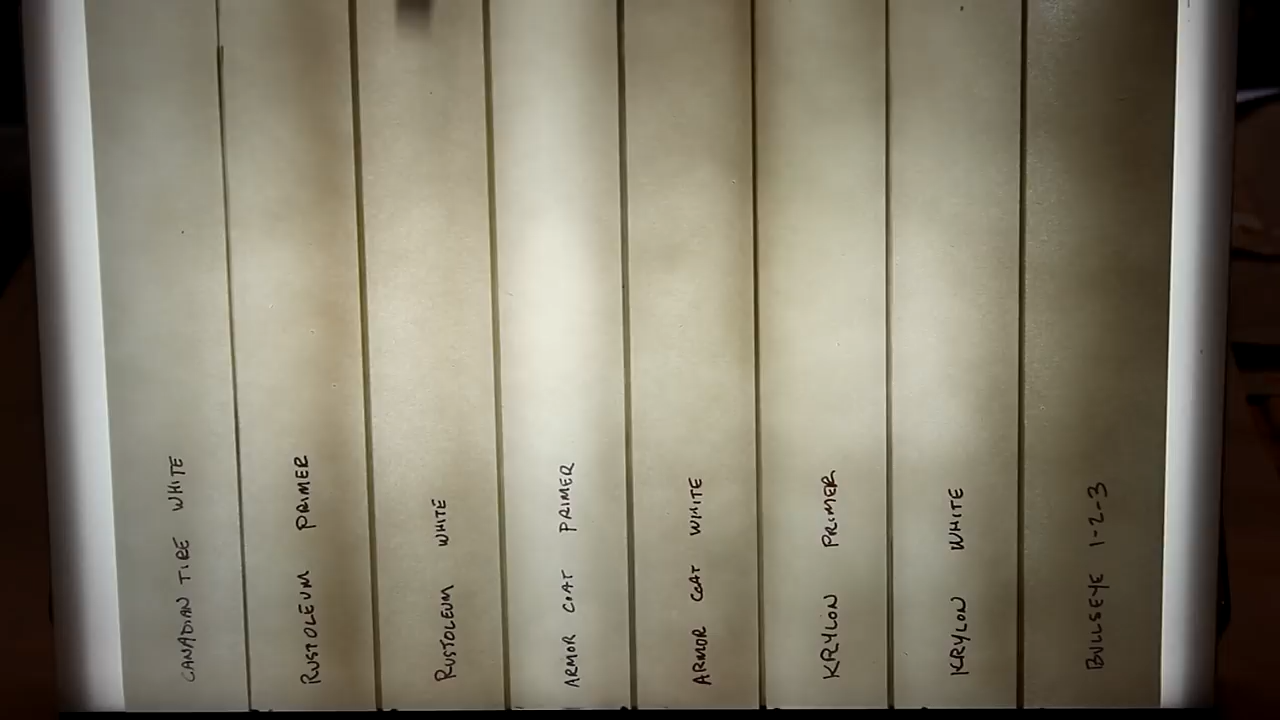 CANADIAN TIRE WHITE
RUSTOLEUM PRIMER
RUSTOLEUM WHITE
ARMOR COAT PRIMER
ARMOR COAT WHITE
KRYLON PRIMER
KRYLON WHITE
BULLSEYE 1-2-3